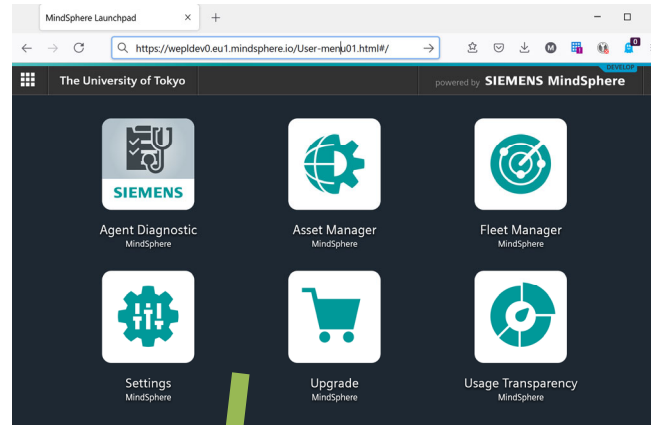 MindSphere Launchpad × +
https://wepldev0.eu1.mindsphere.io/User-menu01.html#/
M 0
DEVELOP
The University of Tokyo powered by SIEMENS MindSphere
SIEMENS
Agent Diagnostic Asset Manager Fleet Manager
MindSphere MindSphere MindSphere
Settings Upgrade Usage Transparency
MindSphere MindSphere MindSphere